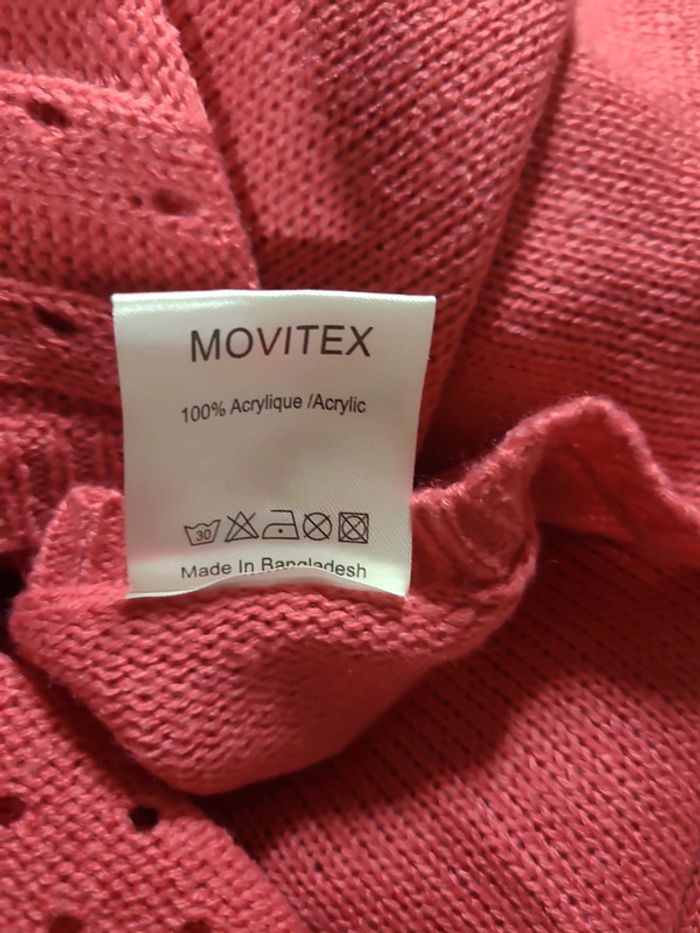 MOVITEX
100% Acrylique /Acrylic
30
Made In Bangladesh